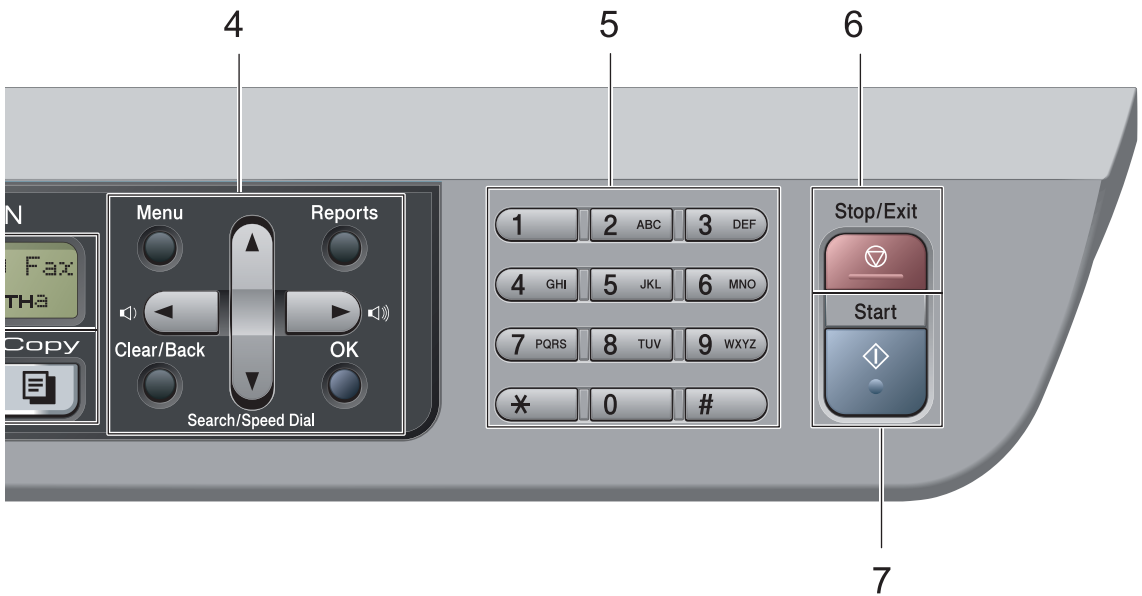 4 5 6
N
Menu
Reports
Fax
THa
Clear/Back
OK
Copy
Search/Speed Dial
1
2 ABC
3 DEF
4 GHI
5 JKL
6 MNO
7 PQRS
8 TUV
9 WXYZ
* 0 #
Stop/Exit
Start
7